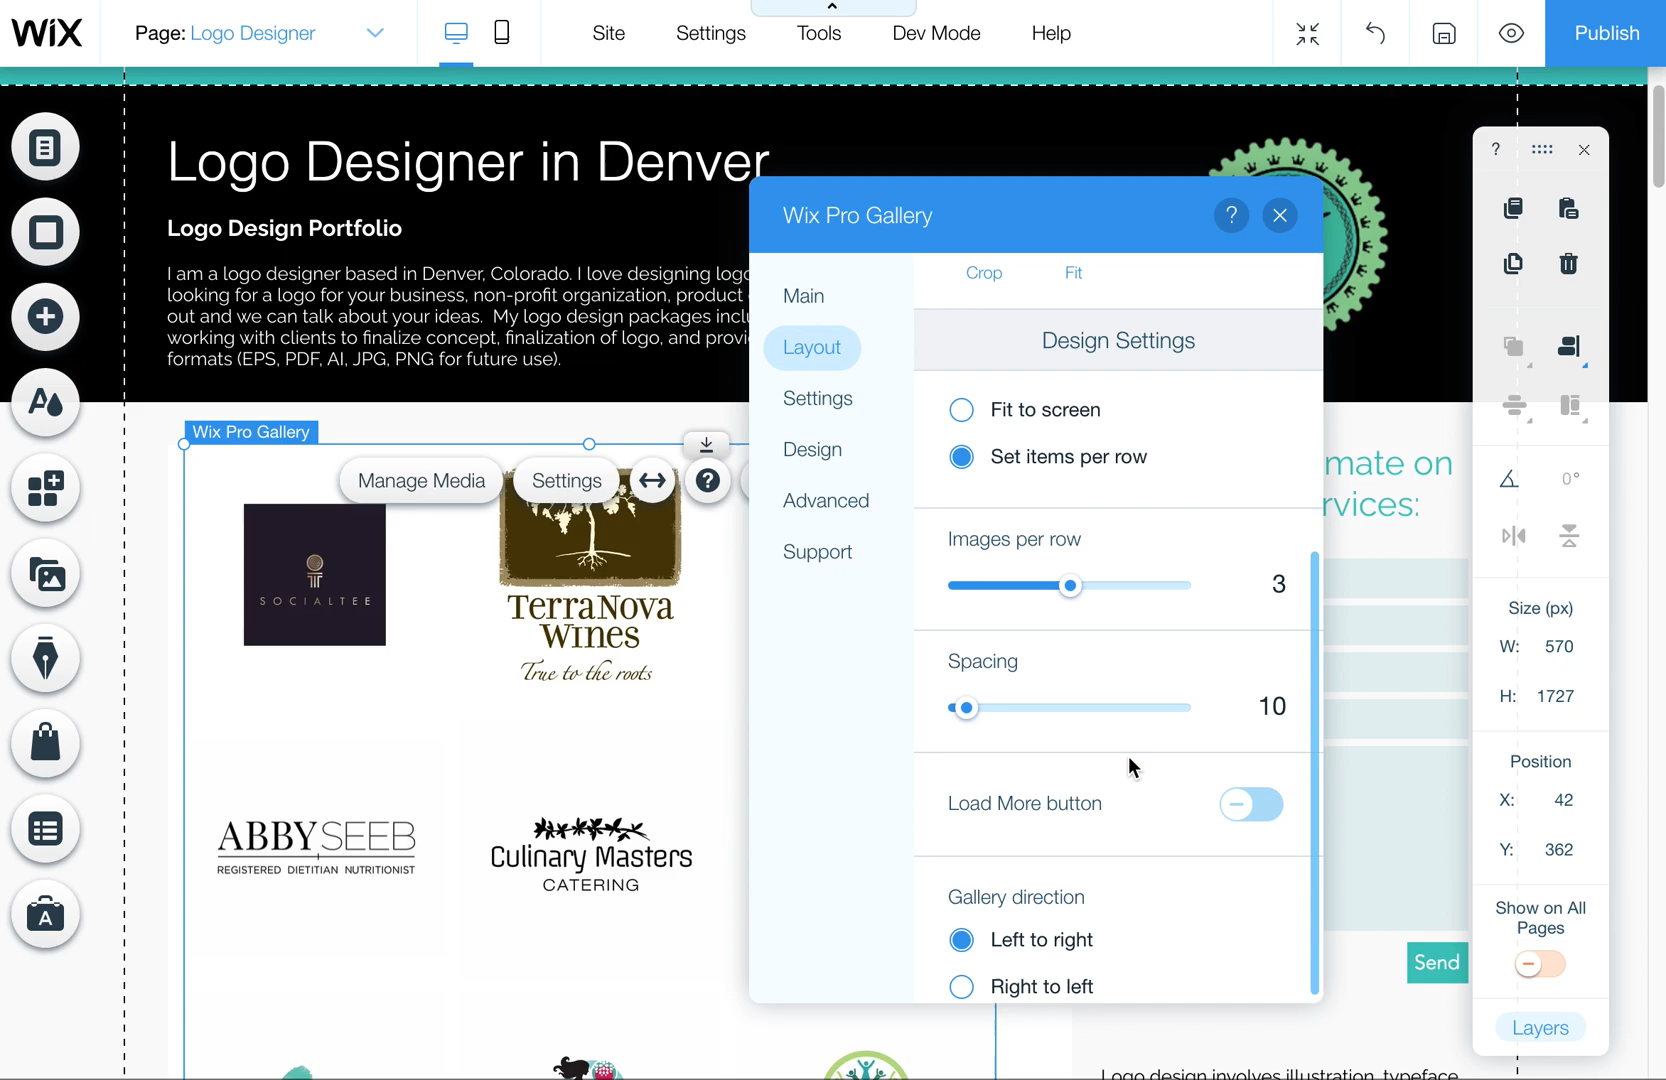 WiX
Page: Logo Designer
Site
Settings
Tools
Dev Mode
Help
Publish
Logo Designer in Denver
Logo Design Portfolio
I am a logo designer based in Denver, Colorado. I love designing
looking for a logo for your business, non-profit organization, product
out and we can talk about your ideas. My logo design packages
working with clients to finalize concept, finalization of logo, and
formats (EPS, PDF, AI, JPG, PNG for future use).
Wix Pro Gallery
Manage Media
Settings
?
SOCIALTEE
TERRANOVA
WINES
True to the roots
ABBY SEEB
REGISTERED DIETITIAN NUTRITIONIST
Culinary Masters
CATERING
Wix Pro Gallery
?
Main
Layout
Settings
Design
Advanced
Support
Crop
Fit
Design Settings
Fit to screen
Set items per row
Images per row
3
Spacing
10
Load More button
Gallery direction
Left to right
Right to left
mate on
rvices:
Send
Logo design involves illustration, typeface
?
0°
Size (px)
W: 570
H: 1727
Position
X: 42
Y: 362
Show on All
Pages
Layers
A
A